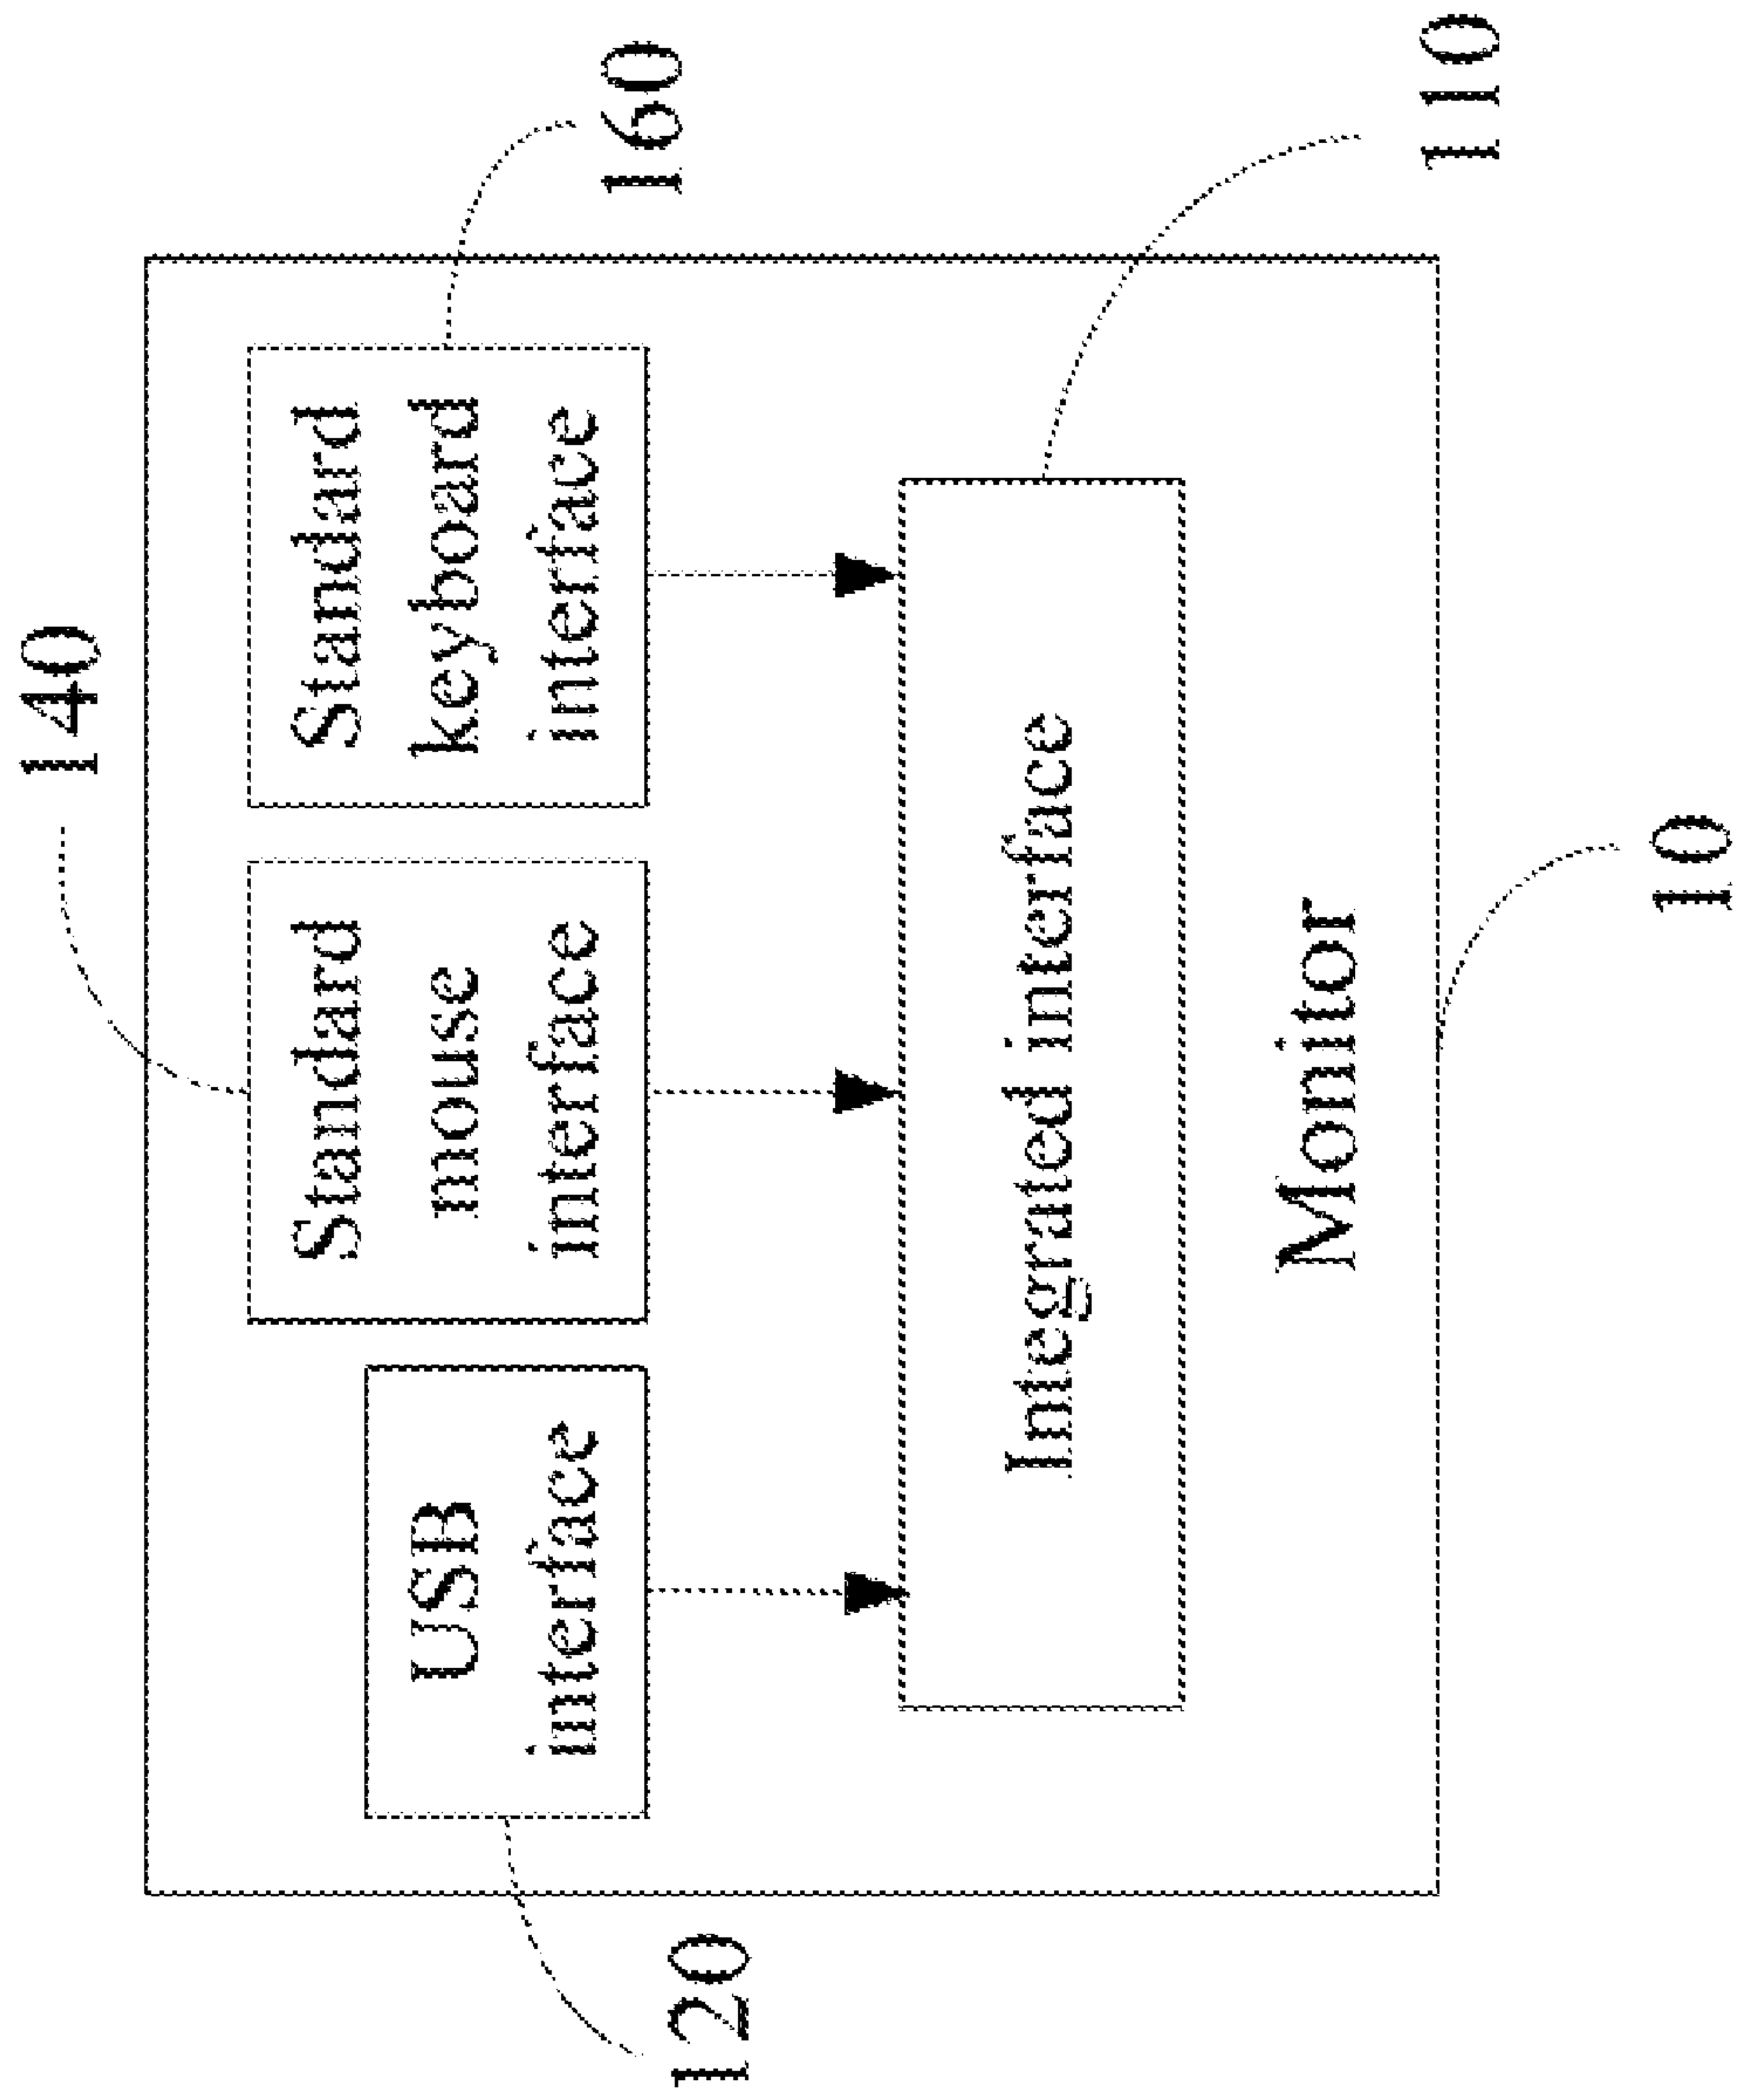 140
160
120
USB
interface
Standard
mouse
interface
Standard
keyboard
interface
Integrated interface
110
Monitor
10